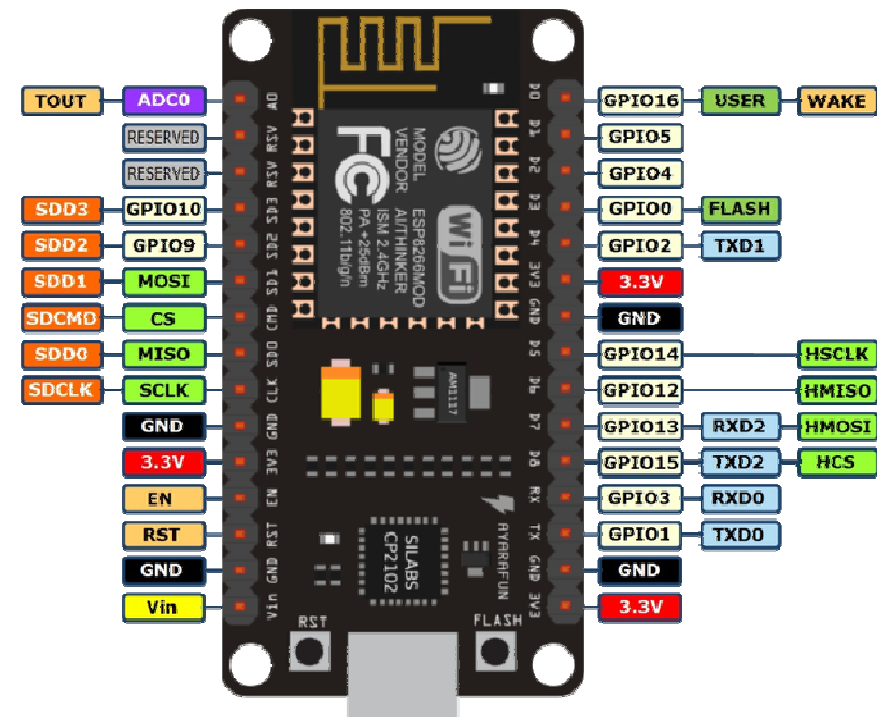 TOUT ADC0 A0 D0 GPIO16 USER WAKE
RESERVED RSV D1 GPIO5
RESERVED RSV D2 GPIO4
SDD3 GPIO10 SD3 D3 GPIO0 FLASH
SDD2 GPIO9 SD2 D4 GPIO2 TXD1
SDD1 MOSI SD1 3V3 3.3V
SDCMD CS CMD GND GND
SDD0 MISO SD0 D5 GPIO14 HSCLK
SDCLK SCLK CLK D6 GPIO12 HMISO
GND GND D7 GPIO13 RXD2 HMOSI
3.3V 3V3 D8 GPIO15 TXD2 HCS
EN EN RX GPIO3 RXD0
RST RST TX GPIO1 TXD0
GND GND GND GND
Vin Vin 3V3 3.3V
MODEL ESP8266MOD
VENDOR AI/THINKER
ISM 2.4GHz
PA +25dBm
802.11b/g/n
FC
Wi Fi
AM1117
SILABS
CP2102
AYARAFUN
RST
FLASH